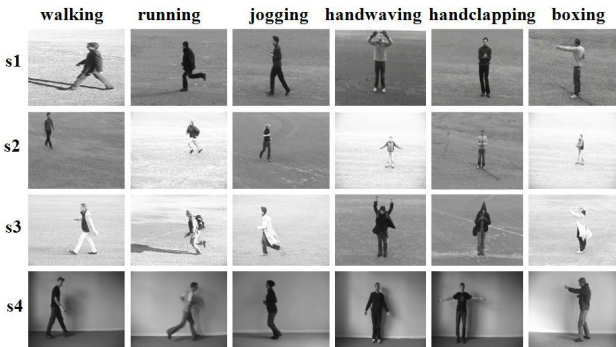 walking running jogging handwaving handclapping boxing
s1
s2
s3
s4